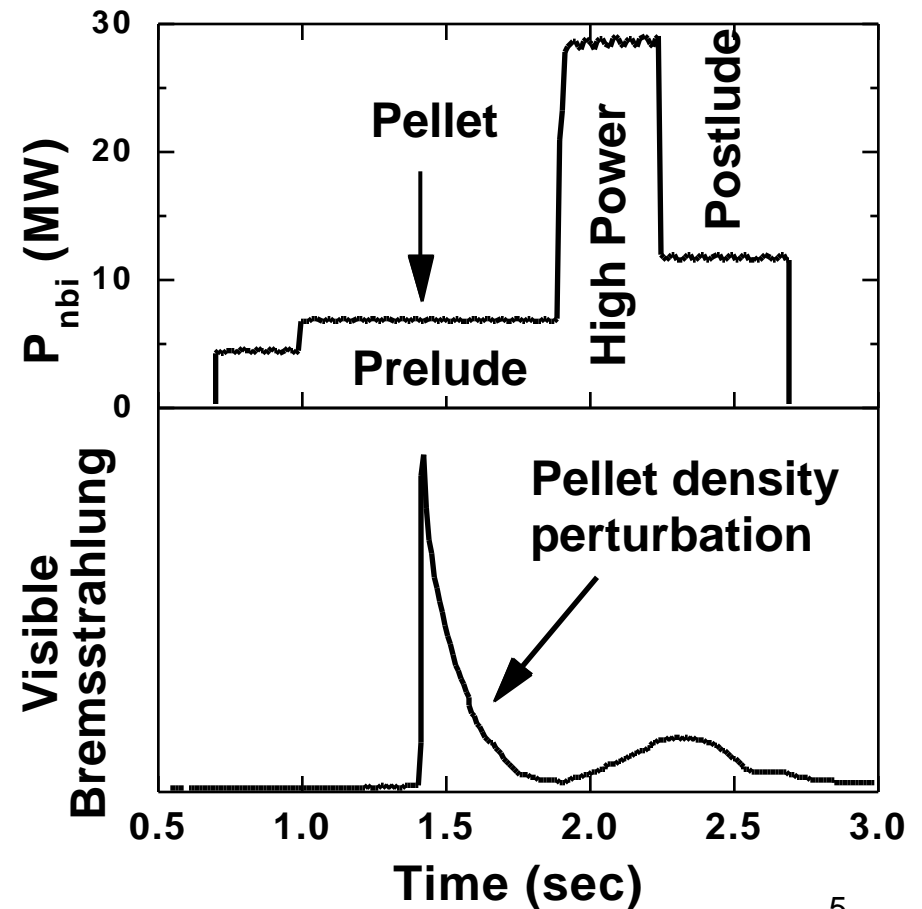 30
20
10
0
P nbi (MW)
Pellet
Prelude
High Power
Postlude
Visible
Bremsstrahlung
Pellet density
perturbation
0.5 1.0 1.5 2.0 2.5 3.0
Time (sec)
5